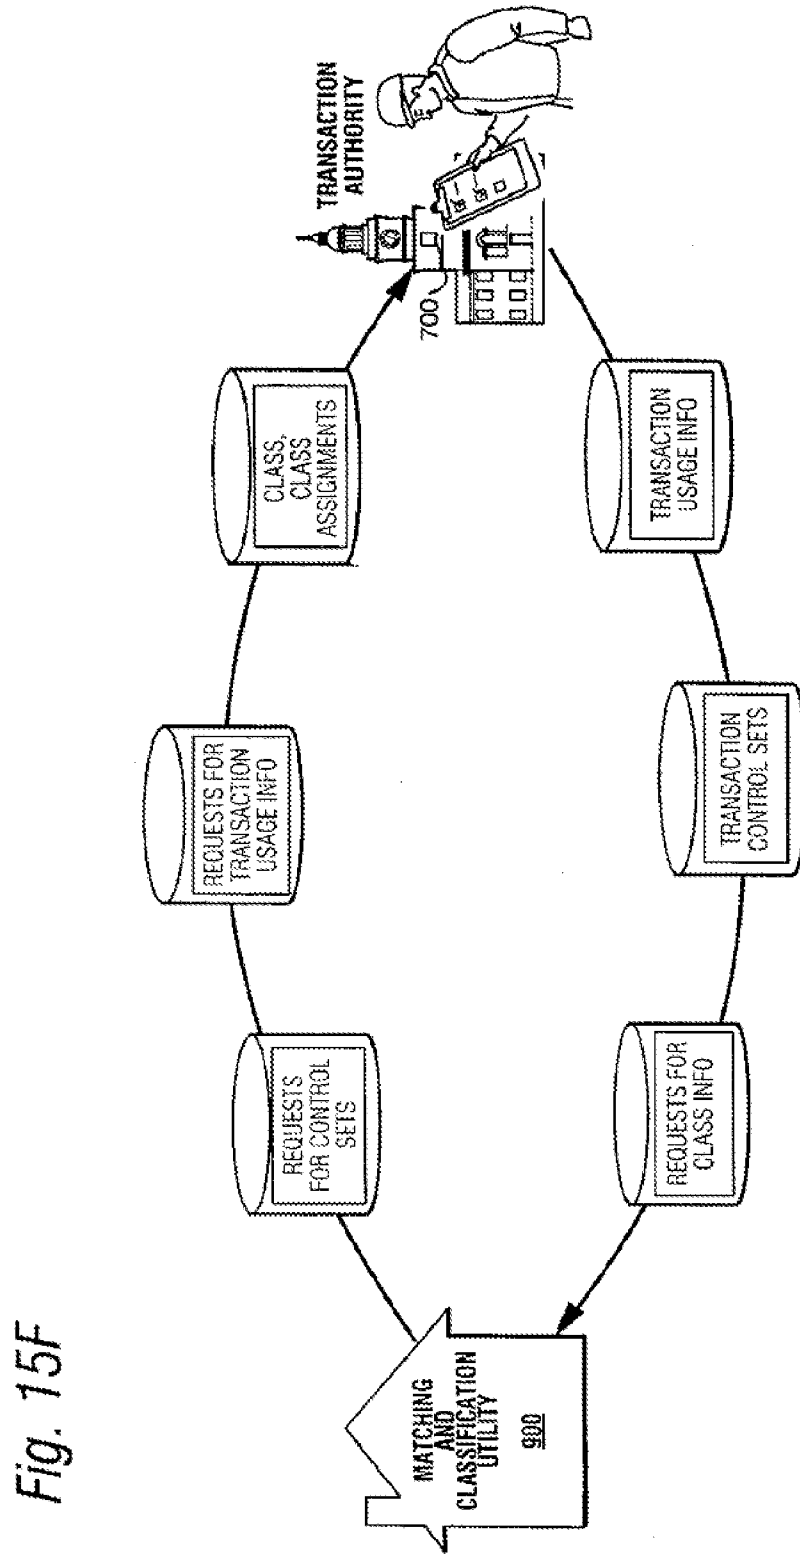 Fig. 15F
REQUESTS
FOR CONTROL
SETS
REQUESTS FOR
TRANSACTION
USAGE INFO
CLASS,
CLASS
ASSIGNMENTS
TRANSACTION
AUTHORITY
700
MATCHING
AND
CLASSIFICATION
UTILITY
900
REQUESTS FOR
CLASS INFO
TRANSACTION
CONTROL SETS
TRANSACTION
USAGE INFO